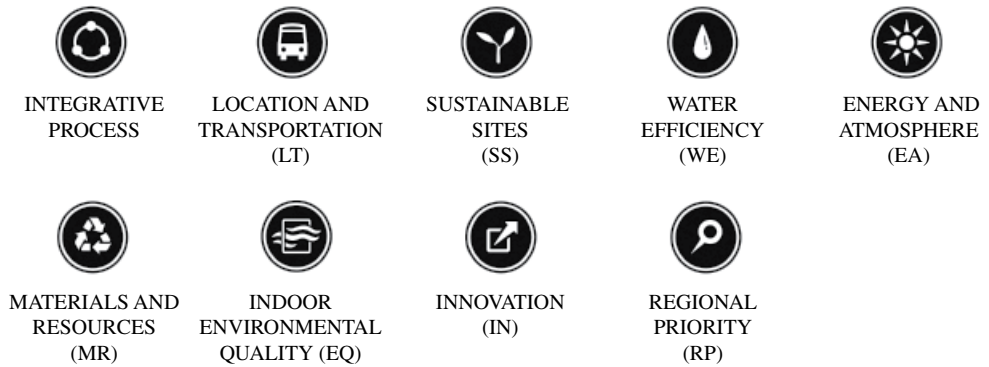 INTEGRATIVE
PROCESS
LOCATION AND
TRANSPORTATION
(LT)
SUSTAINABLE
SITES
(SS)
WATER
EFFICIENCY
(WE)
ENERGY AND
ATMOSPHERE
(EA)
MATERIALS AND
RESOURCES
(MR)
INDOOR
ENVIRONMENTAL
QUALITY (EQ)
INNOVATION
(IN)
REGIONAL
PRIORITY
(RP)